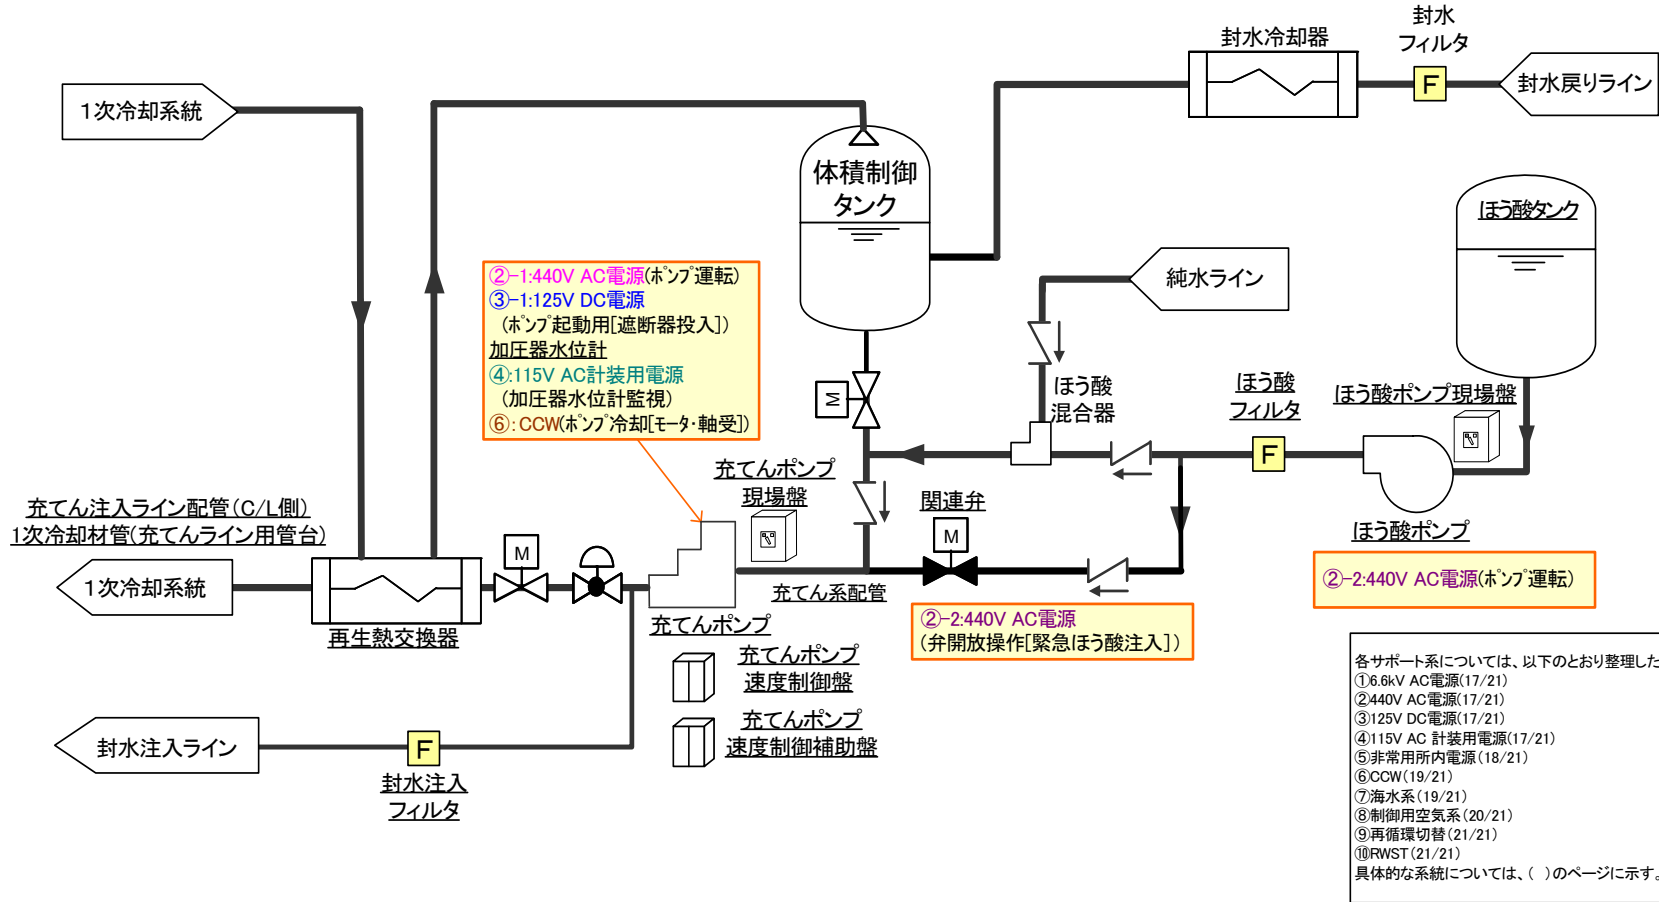 封水
フィルタ
封水冷却器
F
封水戻りライン
1次冷却系統
体積制御
タンク
ほう酸タンク
純水ライン
②-1:440V AC電源(ポンプ運転)
③-1:125V DC電源
(ポンプ起動用[遮断器投入])
加圧器水位計
④:115V AC計装用電源
(加圧器水位計監視)
⑥:CCW(ポンプ冷却[モータ・軸受])
M
ほう酸
混合器
ほう酸
フィルタ
F
ほう酸ポンプ現場盤
ほう酸ポンプ
②-2:440V AC電源(ポンプ運転)
充てんポンプ
現場盤
関連弁
M
充てん注入ライン配管(C/L側)
1次冷却材管(充てんライン用管台)
1次冷却系統
M
再生熱交換器
充てん系配管
充てんポンプ
②-2:440V AC電源
(弁開放操作[緊急ほう酸注入])
充てんポンプ
速度制御盤
充てんポンプ
速度制御補助盤
封水注入ライン
F
封水注入
フィルタ
各サポート系については、以下のとおり整理した
①6.6kV AC電源(17/21)
②440V AC電源(17/21)
③125V DC電源(17/21)
④115V AC 計装用電源(17/21)
⑤非常用所内電源(18/21)
⑥CCW(19/21)
⑦海水系(19/21)
⑧制御用空気系(20/21)
⑨再循環切替(21/21)
⑩RWST(21/21)
具体的な系統については、( )のページに示す。